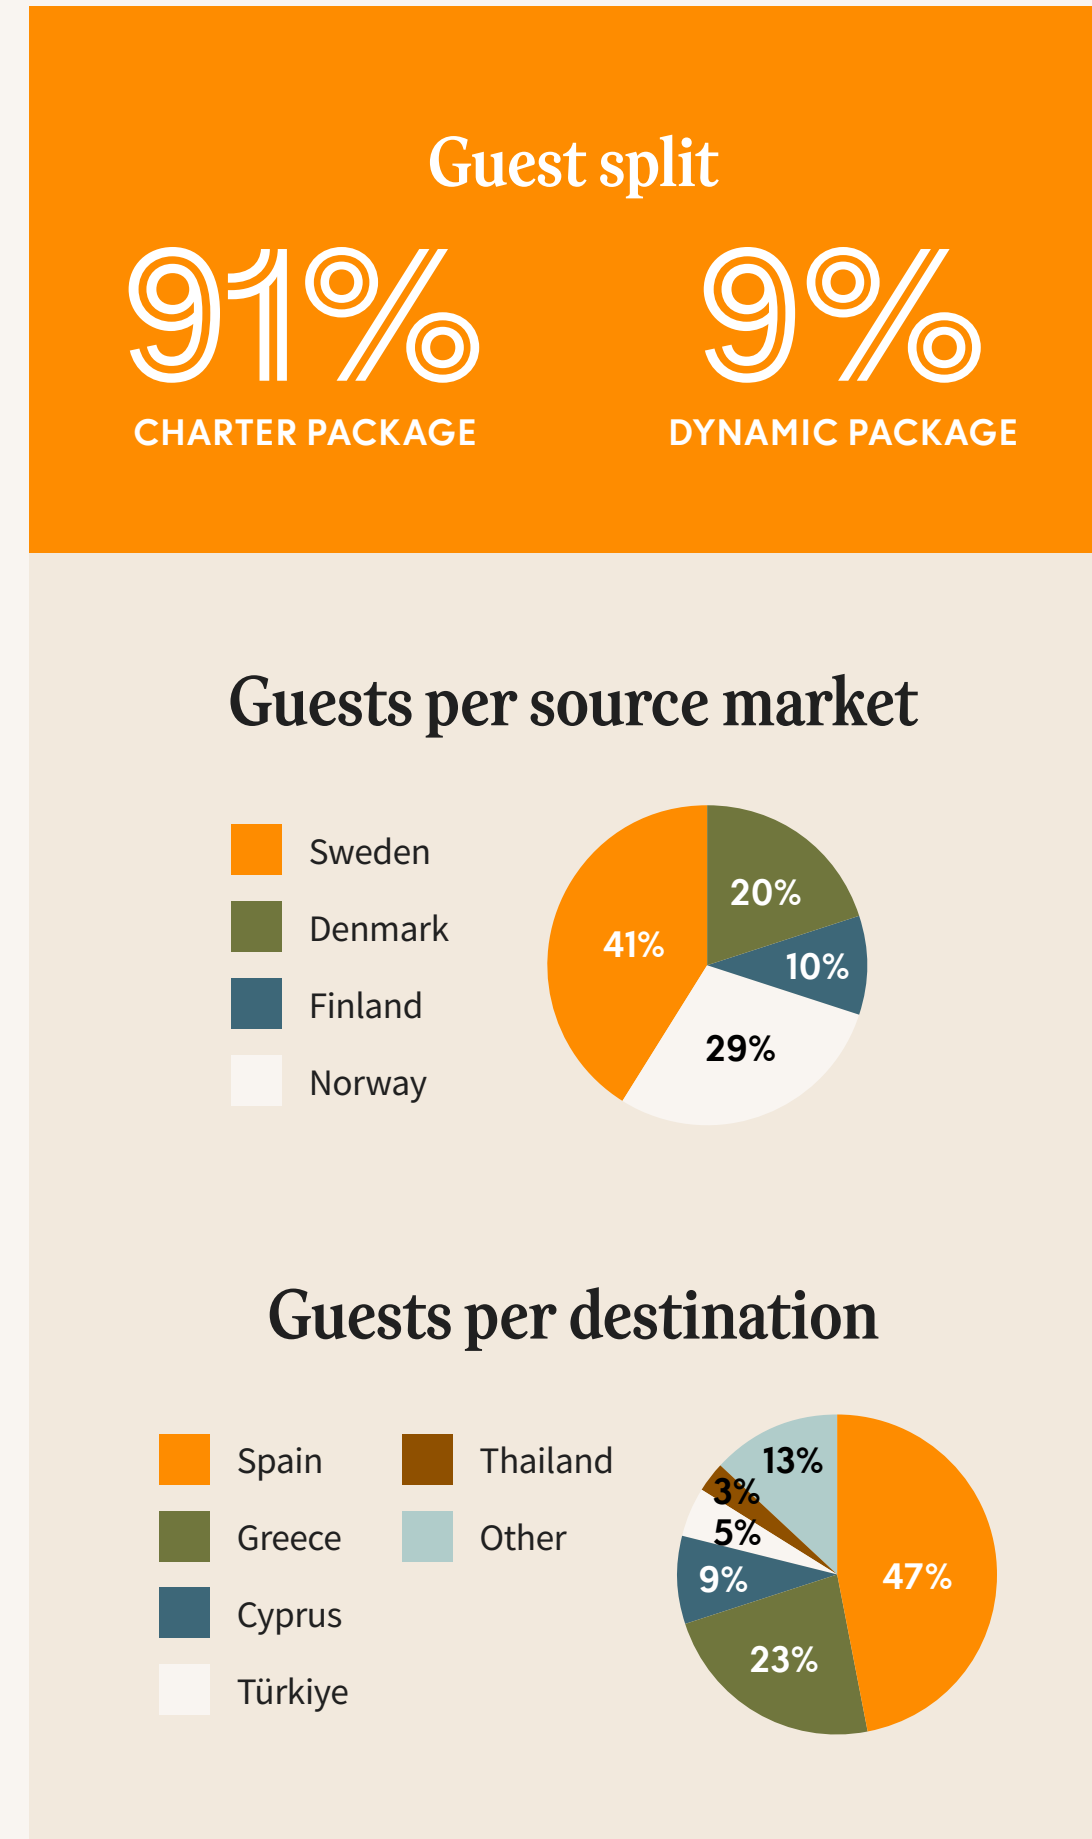 Guest split
91% 9%
CHARTER PACKAGE DYNAMIC PACKAGE
Guests per source market
Sweden
Denmark
Finland
Norway
20%
41%
10%
29%
Guests per destination
Spain Thailand
Greece Other
Cyprus
Türkiye
13%
3%
5%
9%
47%
23%